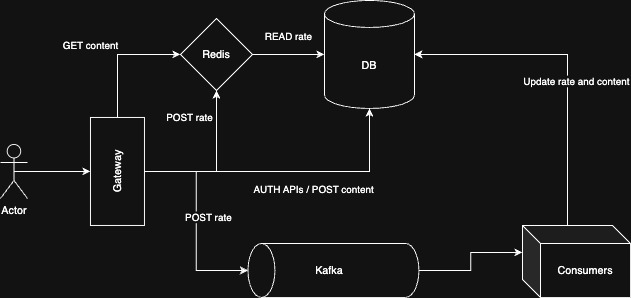 GET content
Redis
READ rate
DB
Update rate and content
POST rate
Gateway
AUTH APIs / POST content
Actor
POST rate
Kafka
Consumers